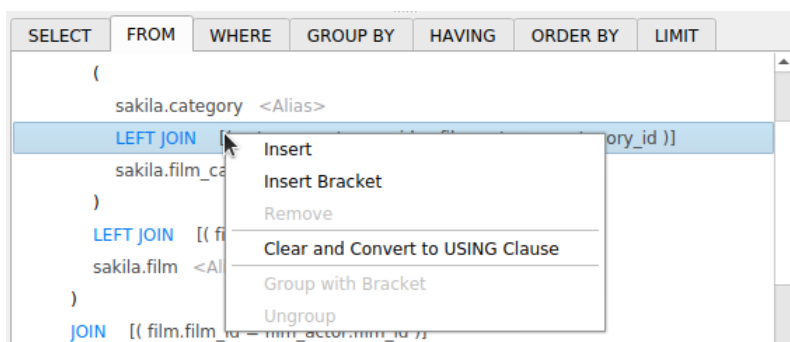 SELECT FROM WHERE GROUP BY HAVING ORDER BY LIMIT
(
sakila.category <Alias>
LEFT JOIN [( ory_id )]
Insert
sakila.film_ca
Insert Bracket
)
Remove
LEFT JOIN [( fi
Clear and Convert to USING Clause
sakila.film <Al
Group with Bracket
)
Ungroup
JOIN [( film.film_id = film_actor.film_id )]